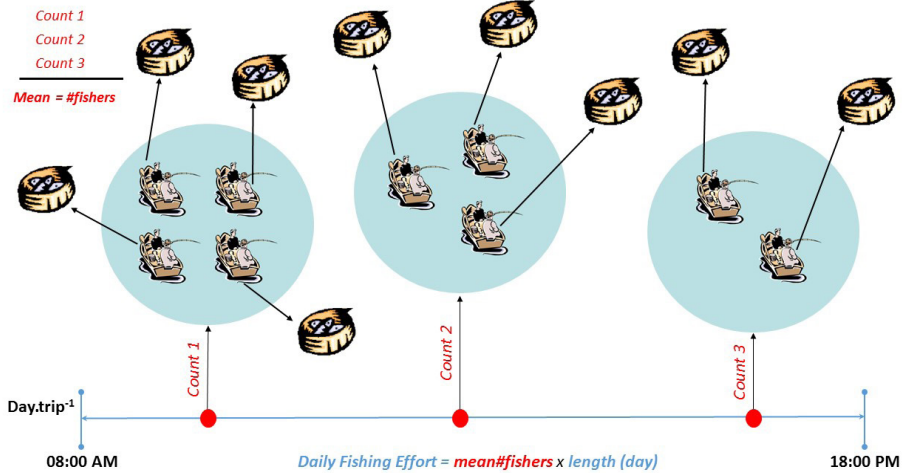 Count 1
Count 2
Count 3
Mean = #fishers
Count 1
Count 2
Count 3
Day.trip⁻¹
08:00 AM
Daily Fishing Effort = mean#fishers x length (day)
18:00 PM